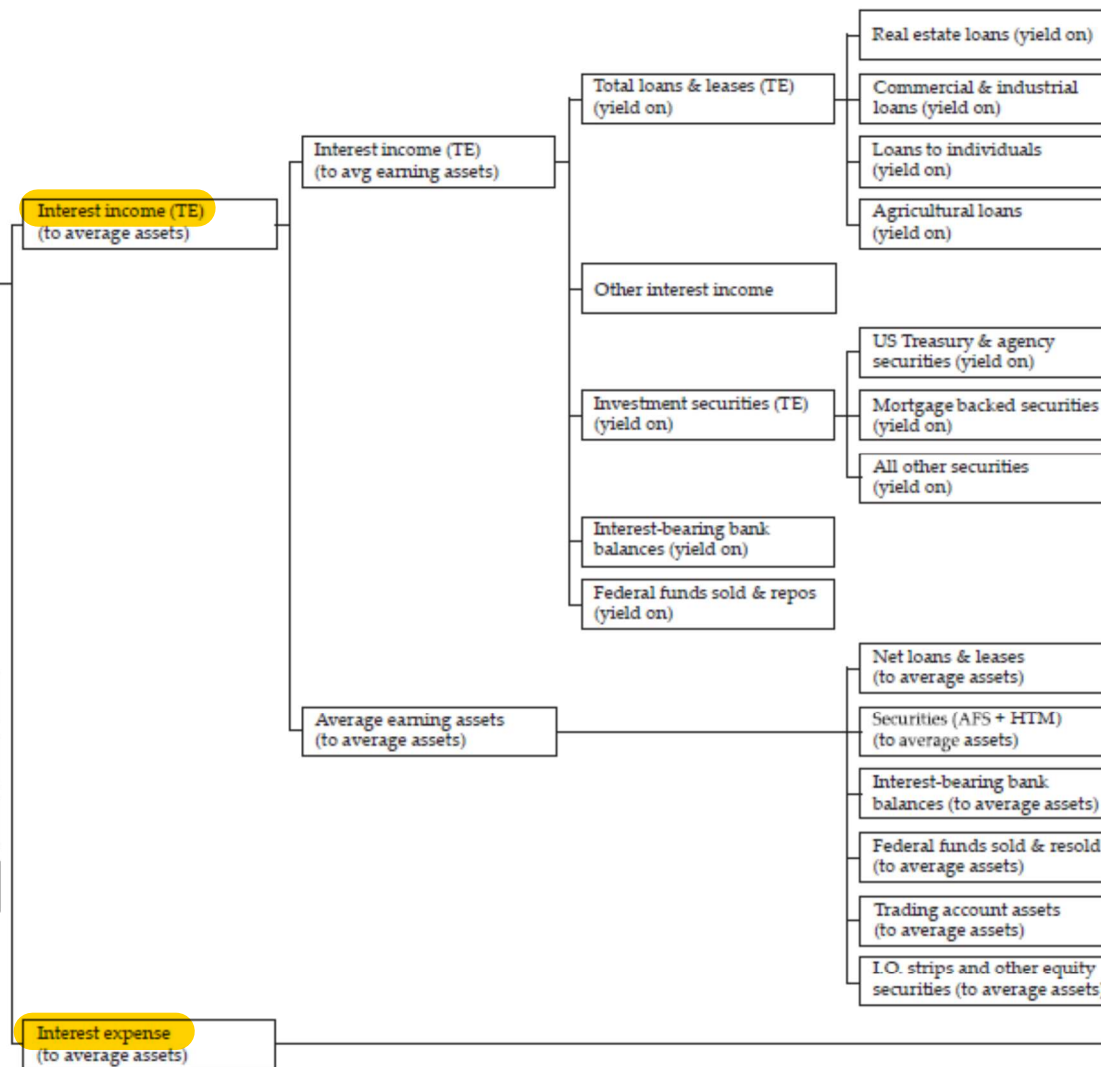 Real estate loans (yield on)
Total loans & leases (TE)
(yield on)
Commercial & industrial
loans (yield on)
Interest income (TE)
(to avg earning assets)
Loans to individuals
(yield on)
Interest income (TE)
(to average assets)
Agricultural loans
(yield on)
Other interest income
US Treasury & agency
securities (yield on)
Investment securities (TE)
(yield on)
Mortgage backed securities
(yield on)
All other securities
(yield on)
Interest-bearing bank
balances (yield on)
Federal funds sold & repos
(yield on)
Net loans & leases
(to average assets)
Average earning assets
(to average assets)
Securities (AFS + HTM)
(to average assets)
Interest-bearing bank
balances (to average assets)
Federal funds sold & resold
(to average assets)
Trading account assets
(to average assets)
I.O. strips and other equity
securities (to average assets)
Interest expense
(to average assets)